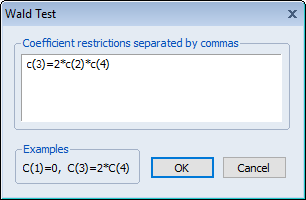 Wald Test
Coefficient restrictions separated by commas
c(3)=2*c(2)*c(4)
Examples
C(1)=0, C(3)=2*C(4)
OK
Cancel